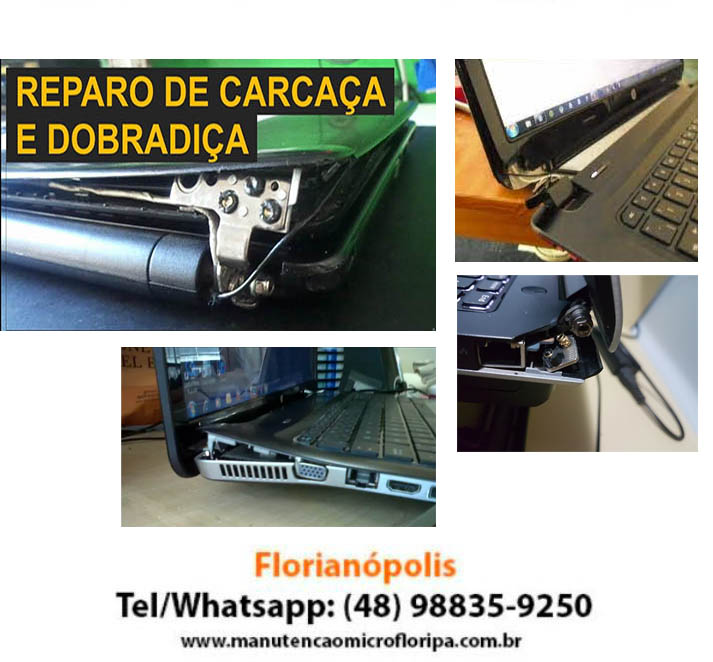 REPARO DE CARCAÇA
E DOBRADIÇA
Florianópolis
Tel/Whatsapp: (48) 98835-9250
www.manutencaomicrofloripa.com.br